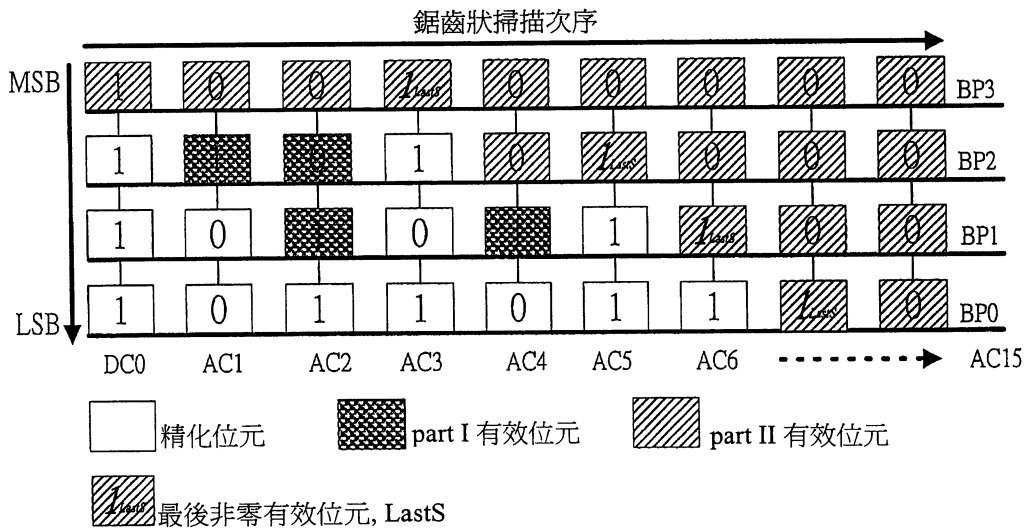 鋸齒狀掃描次序
MSB 1 0 0 1LastS 0 0 0 0 0 BP3
1 1 0 1 0 1LastS 0 0 0 BP2
1 0 1 0 1 1LastS 0 0 BP1
LSB 1 0 1 1 0 1 1 1LastS 0 BP0
DC0 AC1 AC2 AC3 AC4 AC5 AC6 AC15
精化位元 part I 有效位元 part II 有效位元
1LastS 最後非零有效位元, LastS